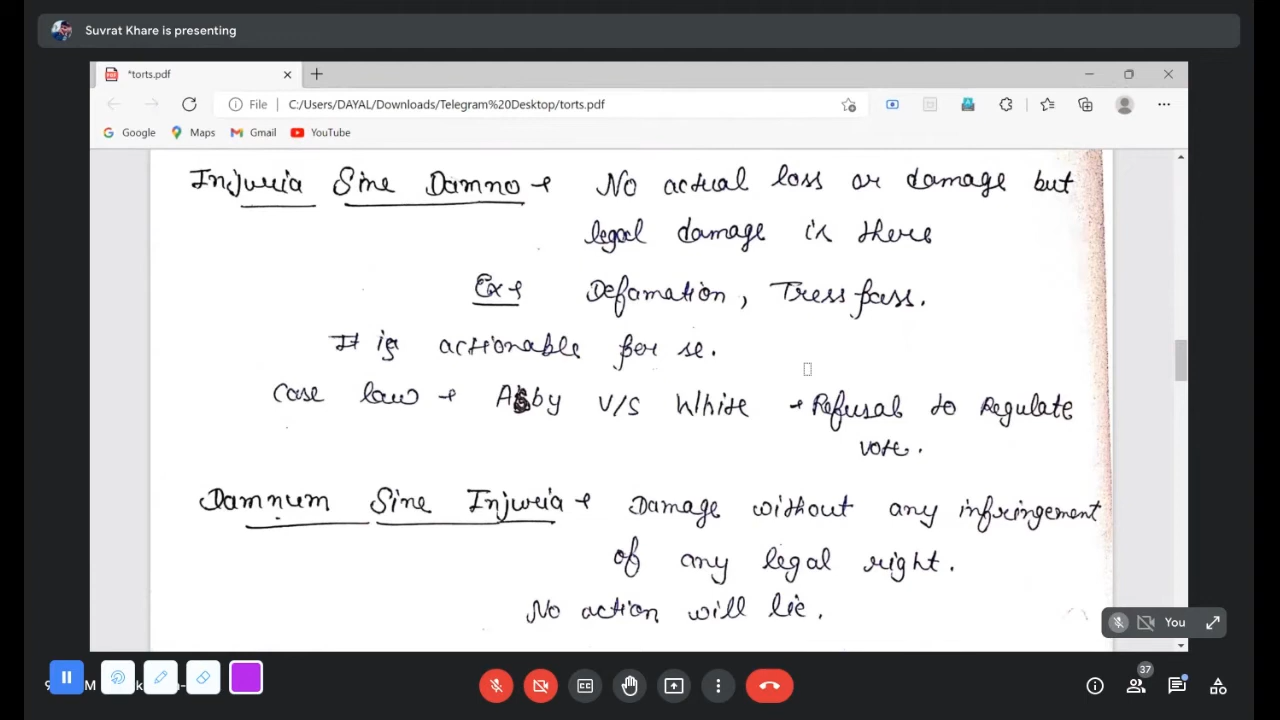 Suvrat Khare is presenting
*torts.pdf
File C:/Users/DAYAL/Downloads/Telegram%20Desktop/torts.pdf
Google Maps Gmail YouTube
Injuria Sine Damno → No actual loss or damage but
legal damage is there
Ex → Defamation, Tresspass.
It is actionable per se.
Case law → Asby V/S White → Refusal to Regulate
vote.
Damnum Sine Injuria → Damage without any infringement
of any legal right.
No action will lie.
You
37